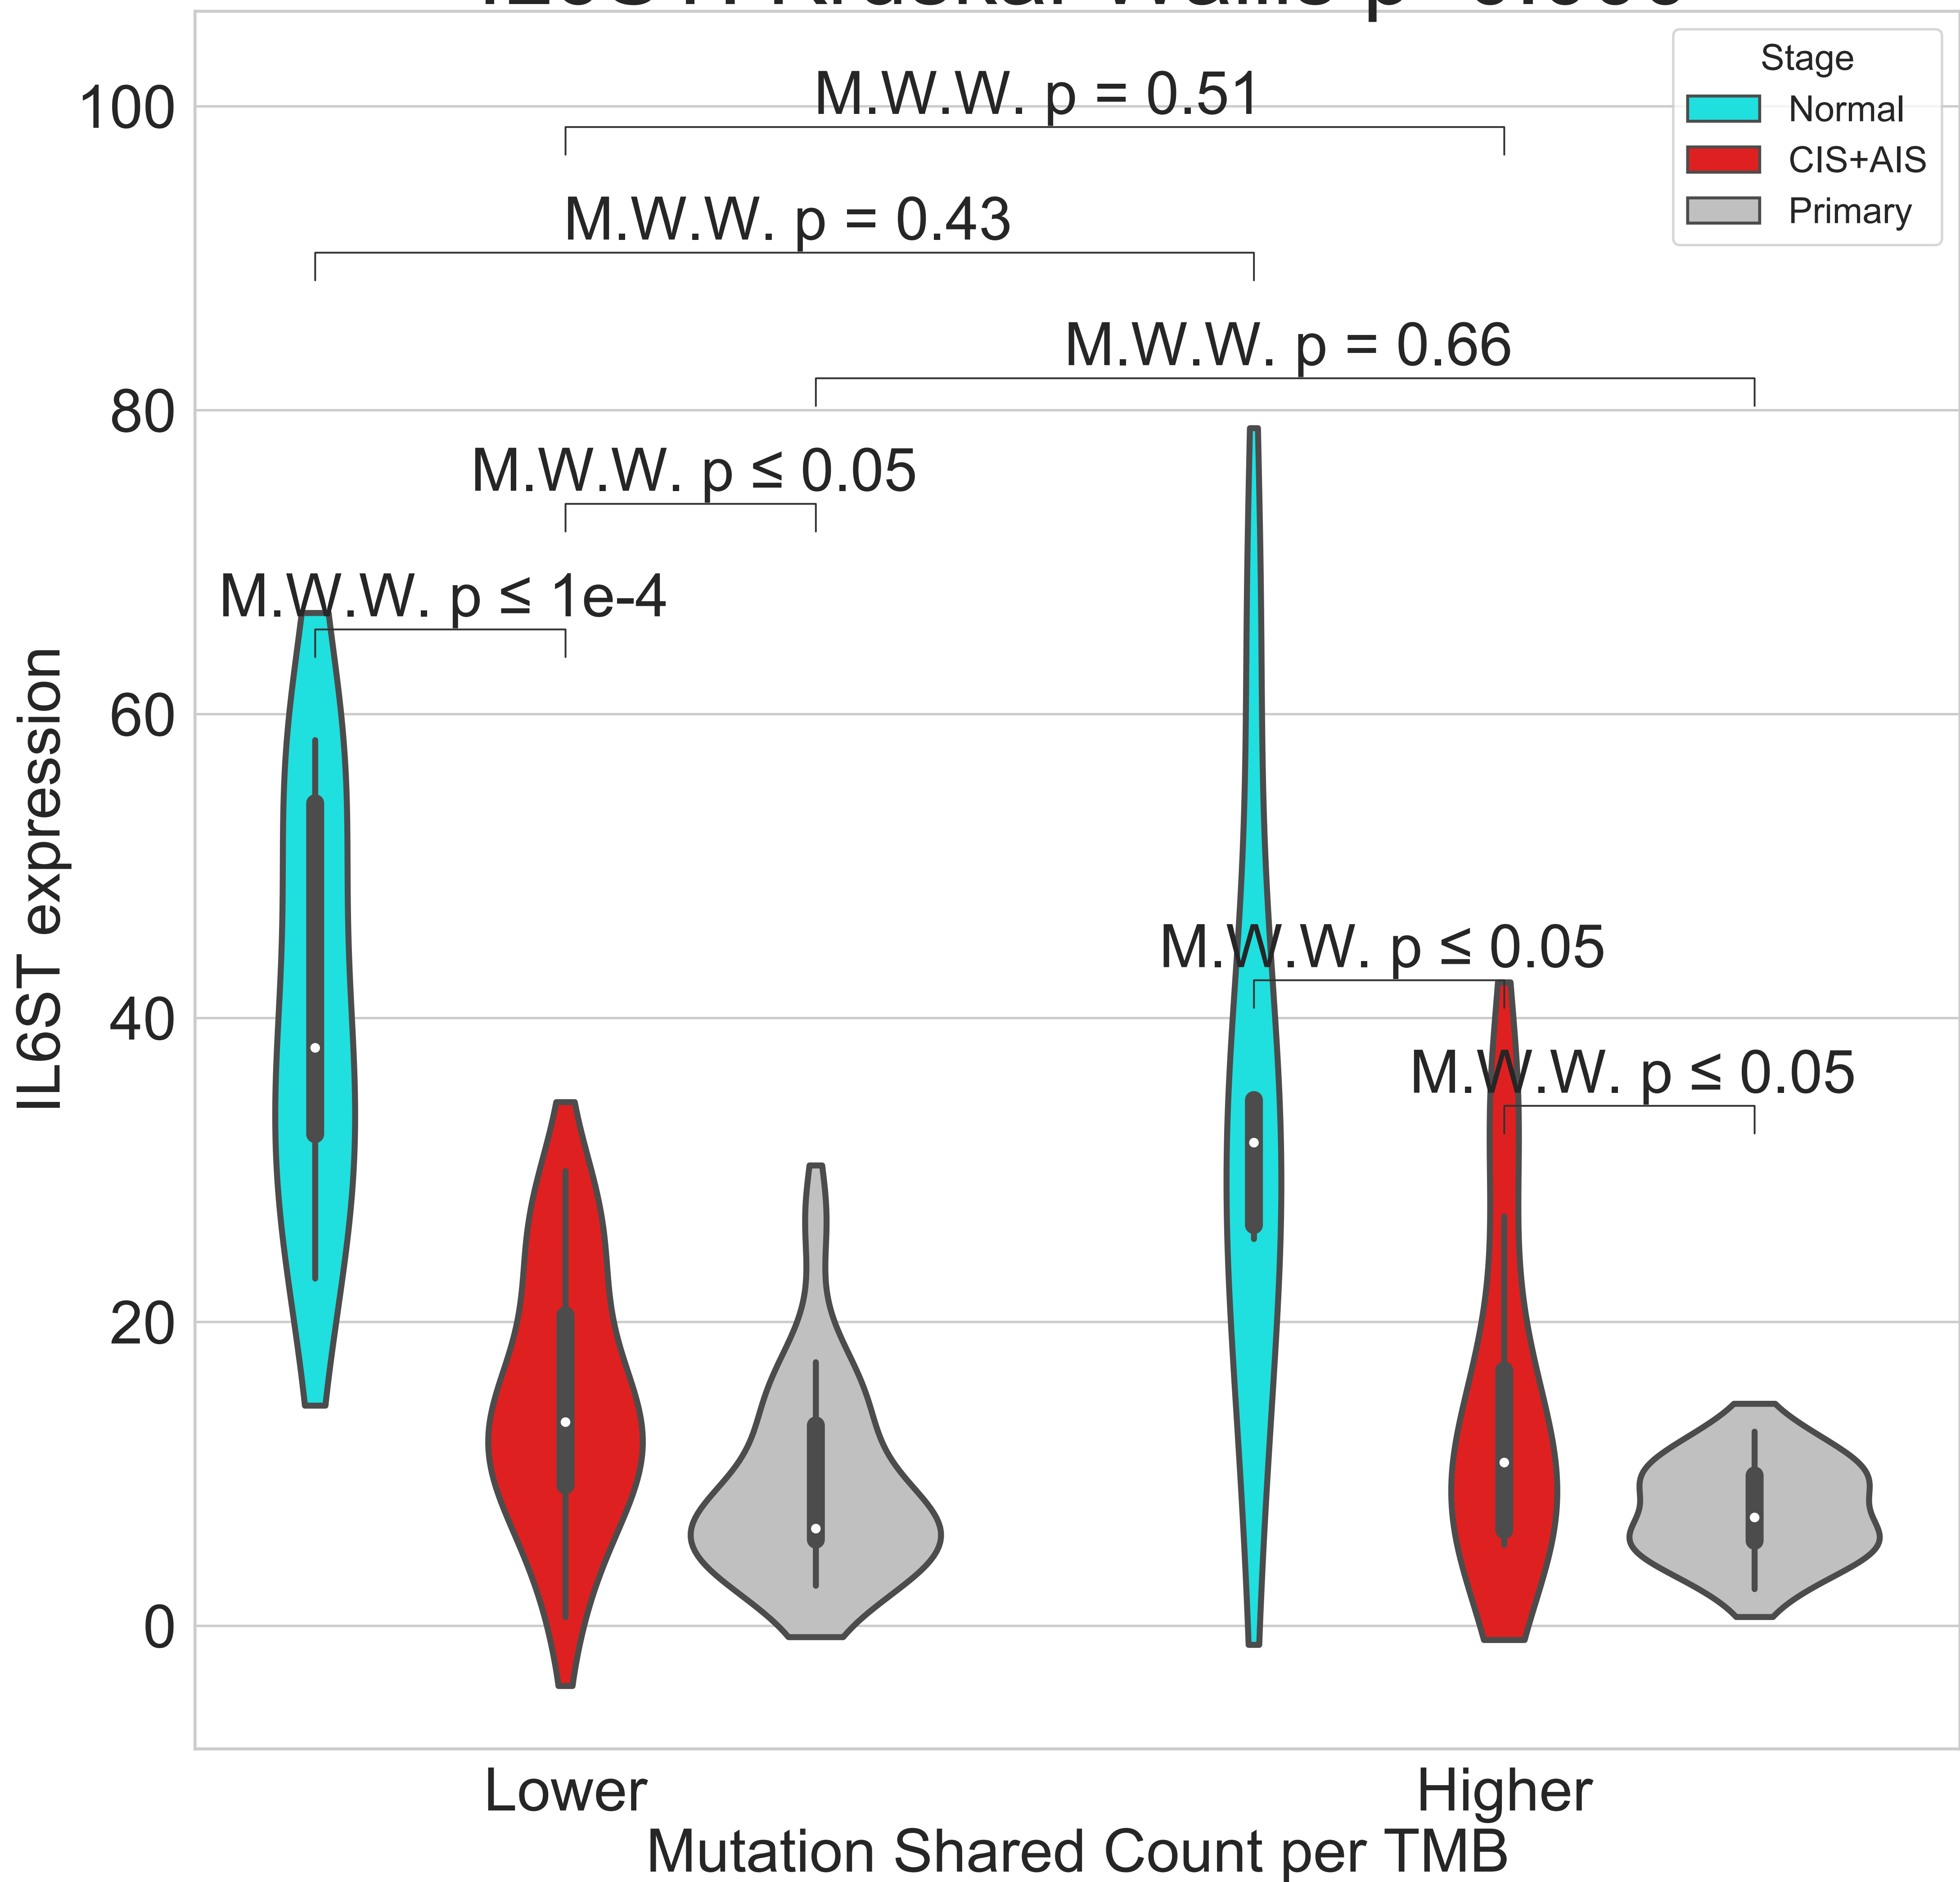 M.W.W. p = 0.51
M.W.W. p = 0.43
M.W.W. p = 0.66
M.W.W. p ≤ 0.05
M.W.W. p ≤ 1e-4
M.W.W. p ≤ 0.05
M.W.W. p ≤ 0.05
Stage
Normal
CIS+AIS
Primary
100
80
60
40
20
0
IL6ST expression
Lower
Higher
Mutation Shared Count per TMB